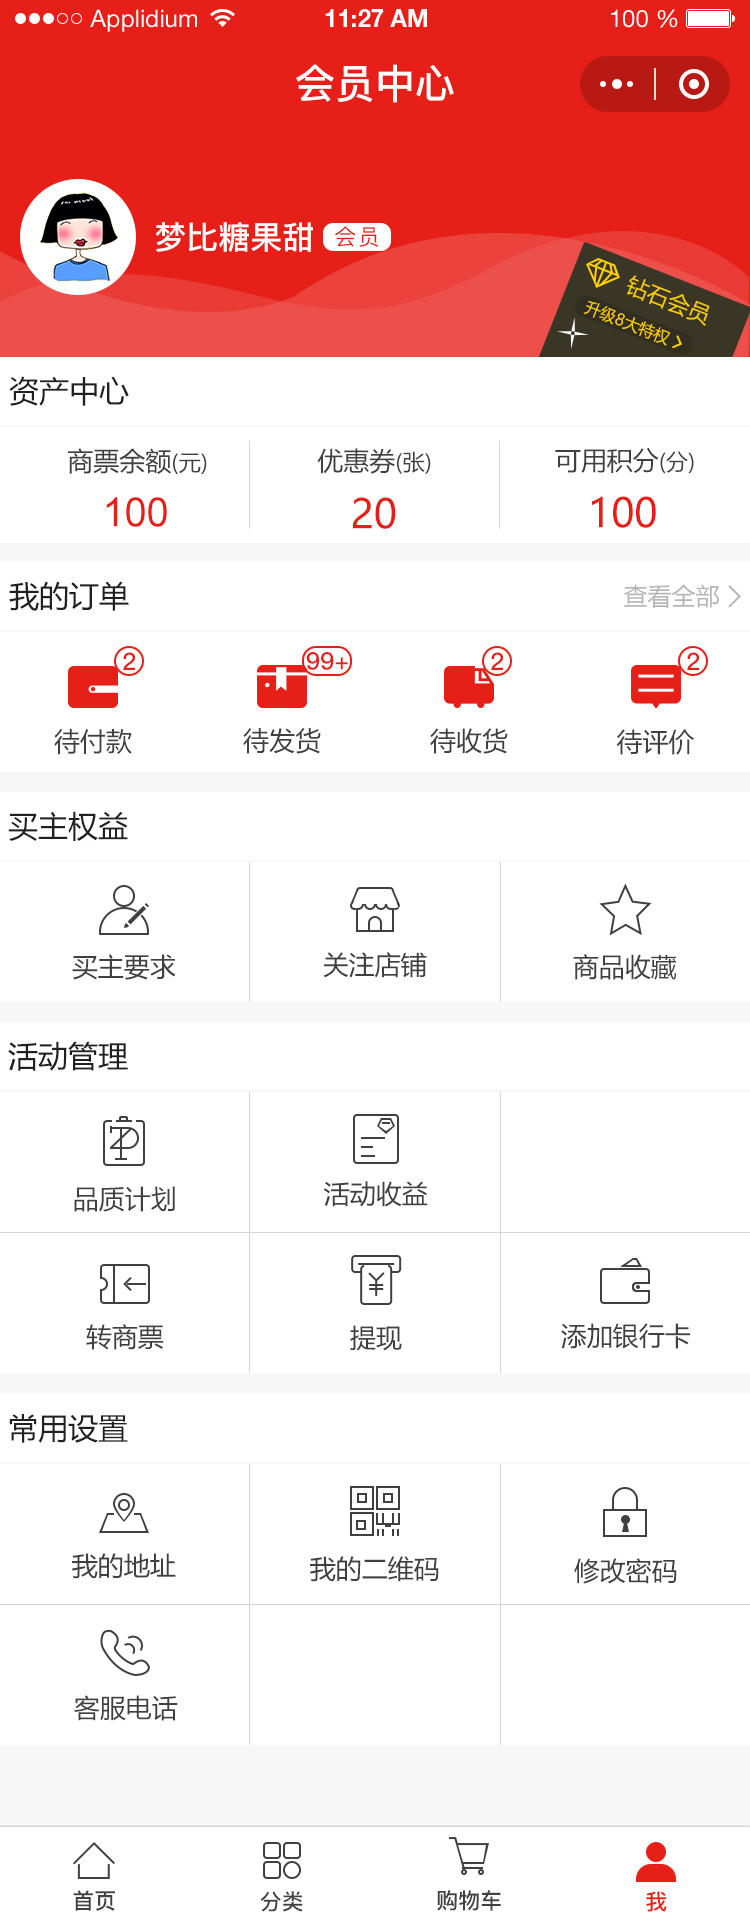 Applidium 11:27 AM 100 %
会员中心
梦比糖果甜 会员
钻石会员
升级8大特权
资产中心
商票余额(元) 优惠券(张) 可用积分(分)
100 20 100
我的订单 查看全部
2 99+ 2 2
待付款 待发货 待收货 待评价
买主权益
买主要求 关注店铺 商品收藏
活动管理
品质计划 活动收益
转商票 提现 添加银行卡
常用设置
我的地址 我的二维码 修改密码
客服电话
首页 分类 购物车 我